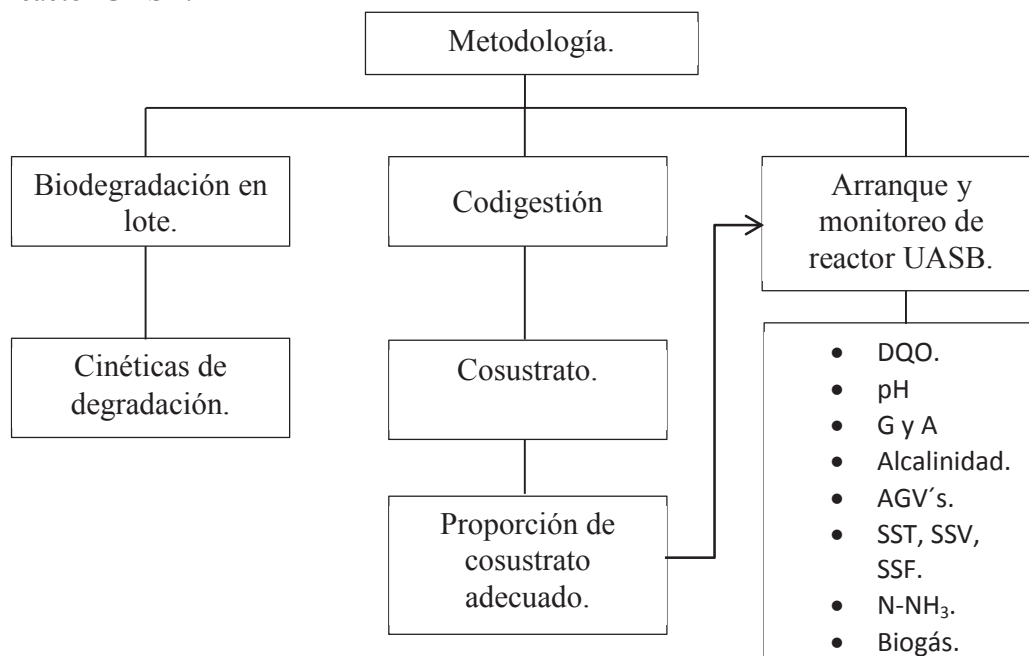 Metodología.
Biodegradación en
lote.
Cinéticas de
degradación.
Codigestión
Cosustrato.
Proporción de
cosustrato
adecuado.
Arranque y
monitoreo de
reactor UASB.
• DQO.
• pH
• G y A
• Alcalinidad.
• AGV´s.
• SST, SSV,
SSF.
• N-NH₃.
• Biogás.